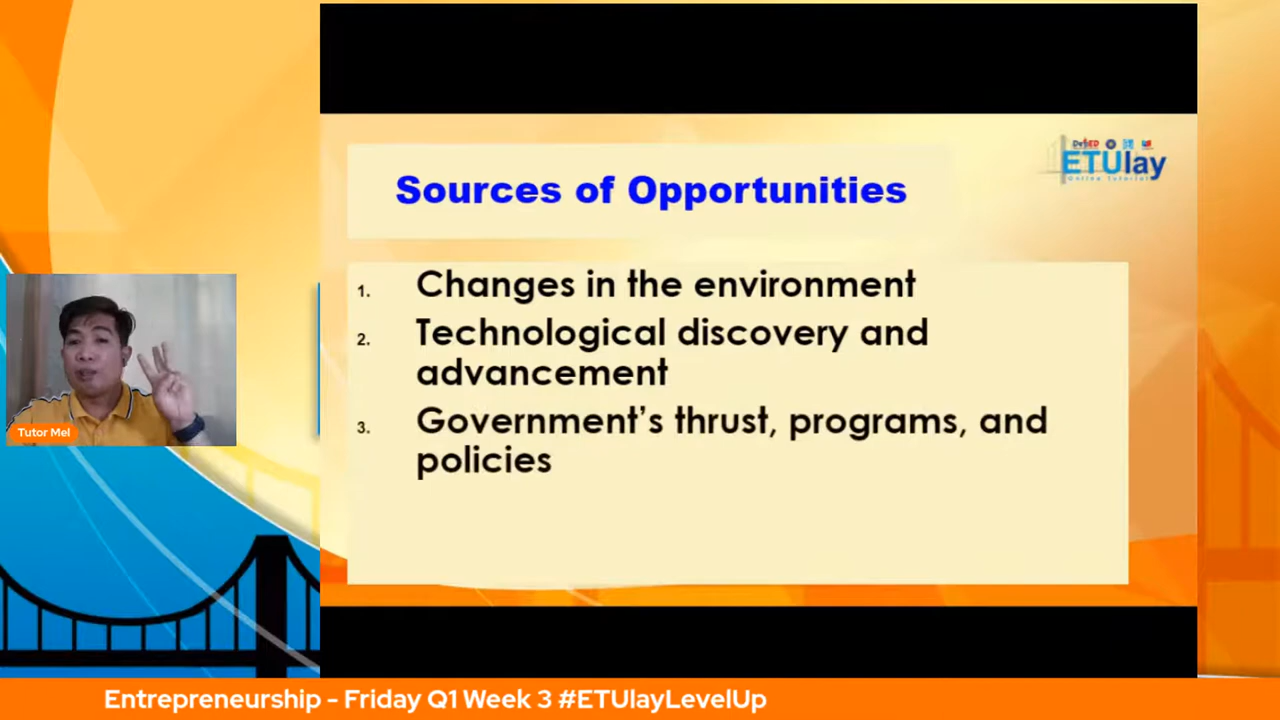 Sources of Opportunities
DepED
ETUlay
Online Tutorial
1. Changes in the environment
2. Technological discovery and
advancement
3. Government's thrust, programs, and
policies
Tutor Mel
Entrepreneurship - Friday Q1 Week 3 #ETUlayLevelUp